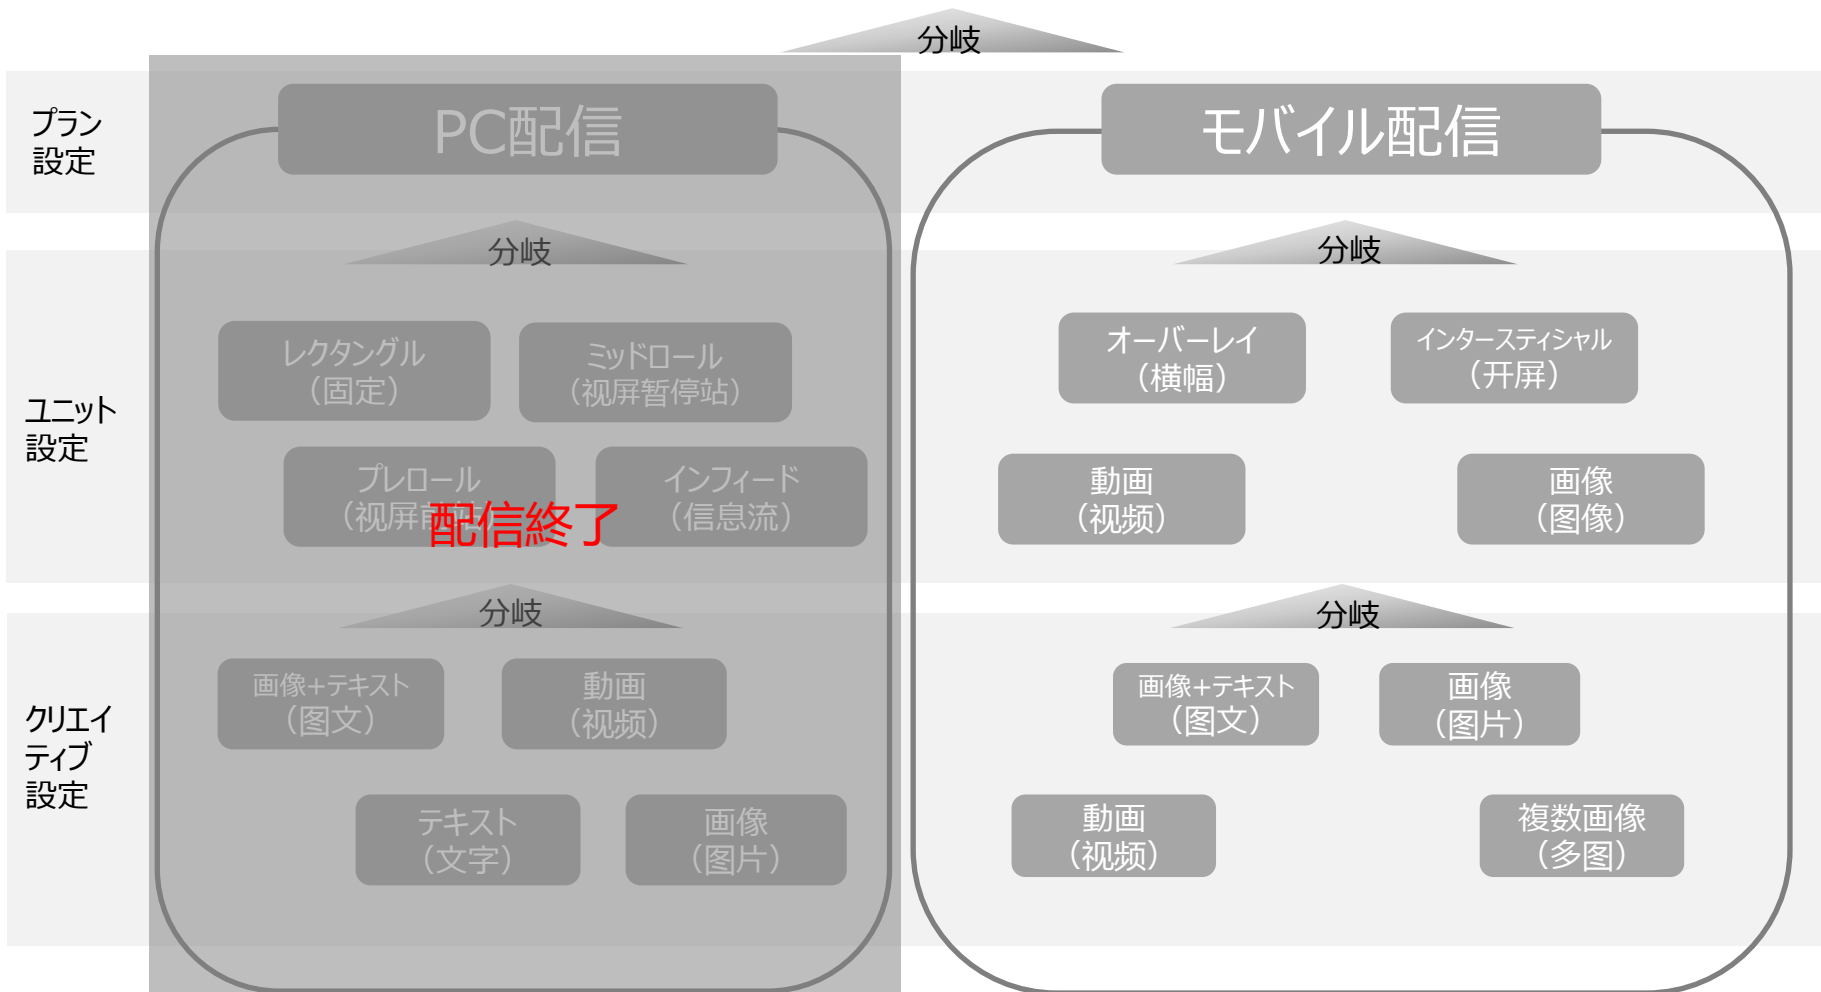 分岐
プラン
設定
PC配信
モバイル配信
分岐
分岐
ユニット
設定
レクタングル
（固定）
ミッドロール
（视屏暂停站）
オーバーレイ
（横幅）
インタースティシャル
（开屏）
プレロール
（视屏前站）
インフィード
（信息流）
配信終了
動画
（视频）
画像
（图像）
分岐
分岐
クリエイ
ティブ
設定
画像+テキスト
（图文）
動画
（视频）
画像+テキスト
（图文）
画像
（图片）
テキスト
（文字）
画像
（图片）
動画
（视频）
複数画像
（多图）